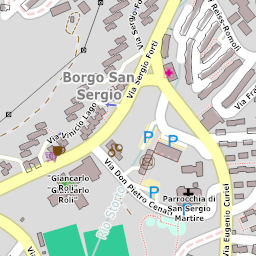 Reiss-Romoli
Via Sergio Forti
Borgo San
Sergio
Via Vinicio Lago
P
P
Giancarlo
Roli"
"Giancarlo
Roli"
Via Don Pietro Cenati
P
Parrocchia di
San Sergio
Martire
Rio Storto
Via Eugenio Curiel